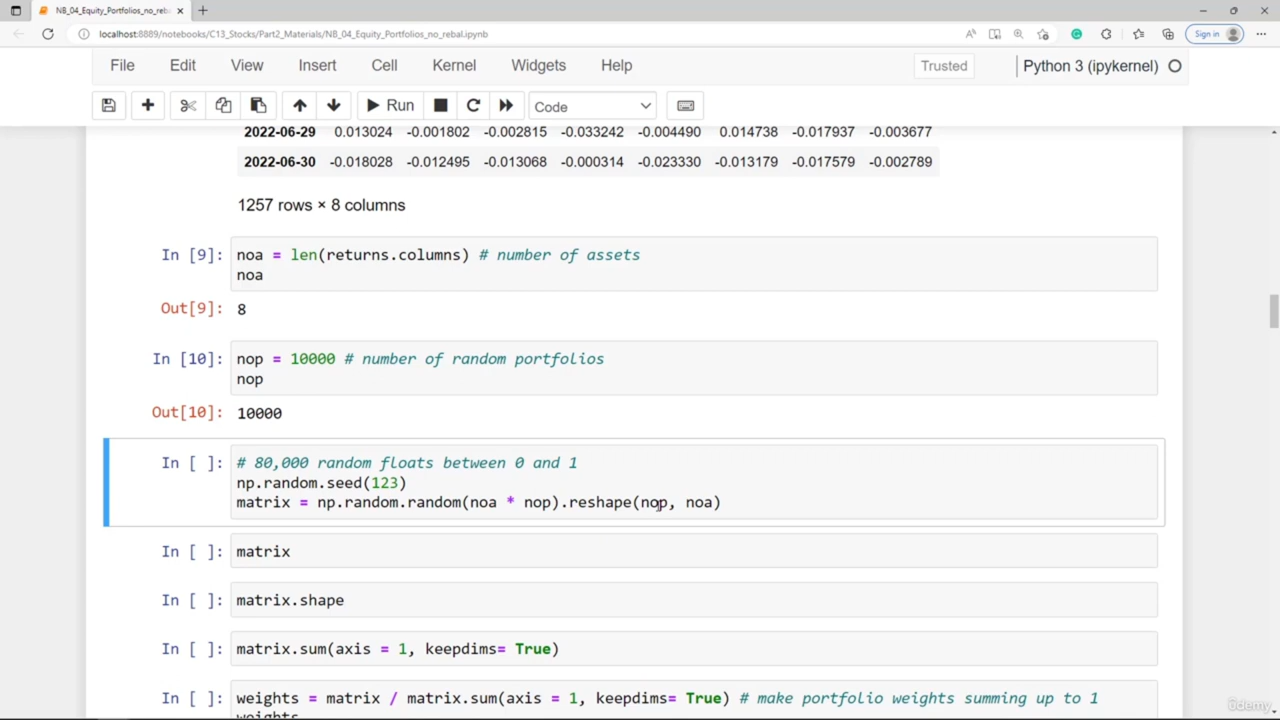 NB_04_Equity_Portfolios_no_reb
localhost:8889/notebooks/C13_Stocks/Part2_Materials/NB_04_Equity_Portfolios_no_rebal.ipynb
Sign in
File Edit View Insert Cell Kernel Widgets Help Trusted Python 3 (ipykernel)
Run Code
2022-06-29 0.013024 -0.001802 -0.002815 -0.033242 -0.004490 0.014738 -0.017937 -0.003677
2022-06-30 -0.018028 -0.012495 -0.013068 -0.000314 -0.023330 -0.013179 -0.017579 -0.002789
1257 rows × 8 columns
In [9]: noa = len(returns.columns) # number of assets
noa
Out[9]: 8
In [10]: nop = 10000 # number of random portfolios
nop
Out[10]: 10000
In [ ]: # 80,000 random floats between 0 and 1
np.random.seed(123)
matrix = np.random.random(noa * nop).reshape(nop, noa)
In [ ]: matrix
In [ ]: matrix.shape
In [ ]: matrix.sum(axis = 1, keepdims= True)
In [ ]: weights = matrix / matrix.sum(axis = 1, keepdims= True) # make portfolio weights summing up to 1
weights
ûdemy